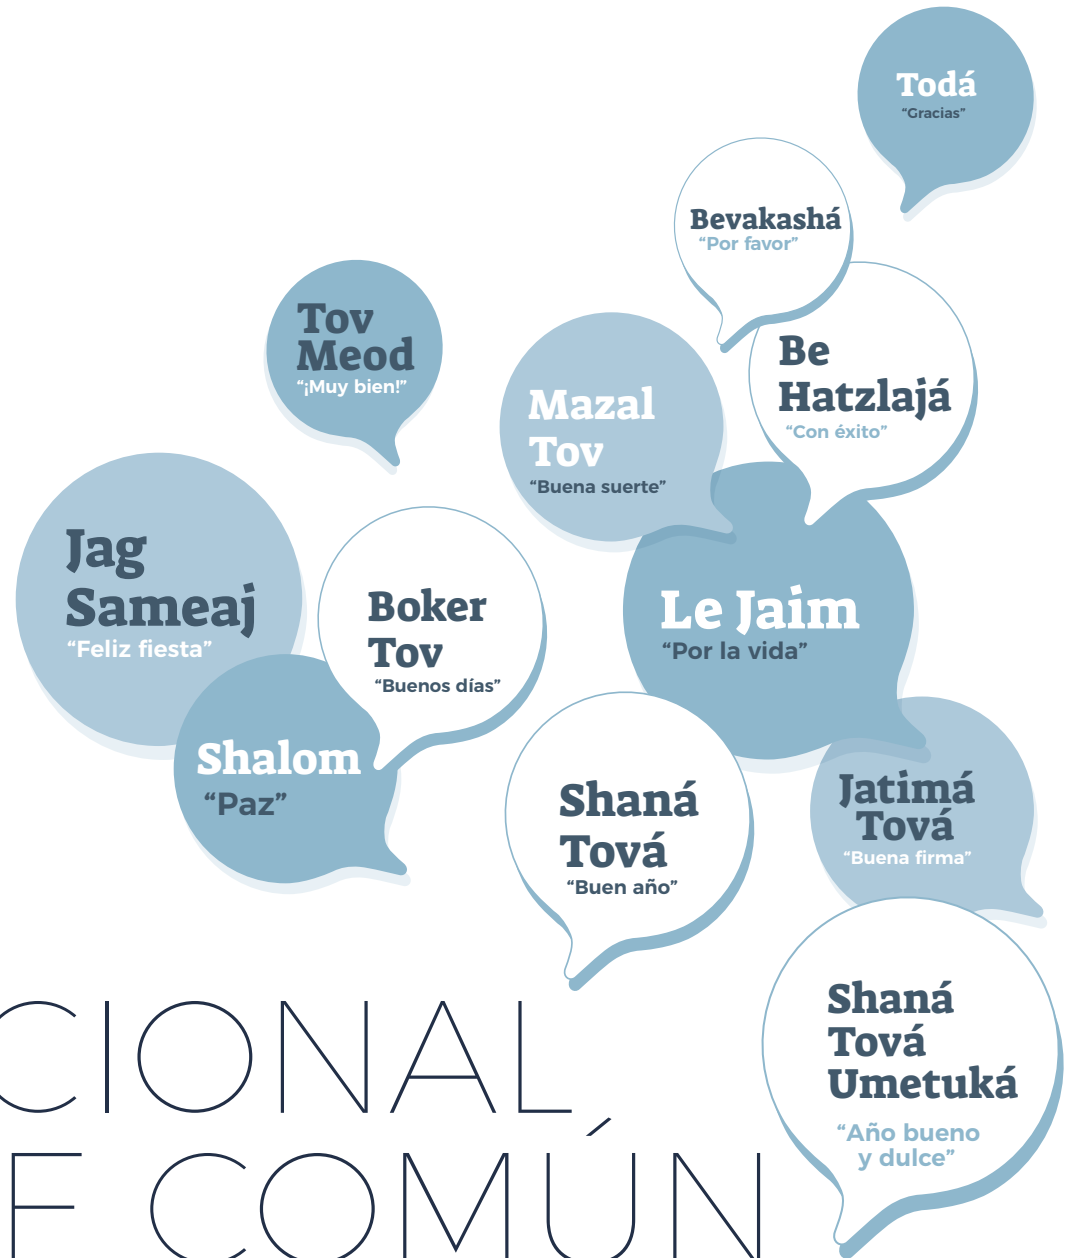 Todá
“Gracias”
Bevakashá
“Por favor”
Tov
Meod
“¡Muy bien!”
Be
Hatzlajá
“Con éxito”
Mazal
Tov
“Buena suerte”
Jag
Sameaj
“Feliz fiesta”
Boker
Tov
“Buenos días”
Le Jaim
“Por la vida”
Shalom
“Paz”
Shaná
Tová
“Buen año”
Jatimá
Tová
“Buena firma”
Shaná
Tová
Umetuká
“Año bueno
y dulce”
CIONAL
E COMÚN